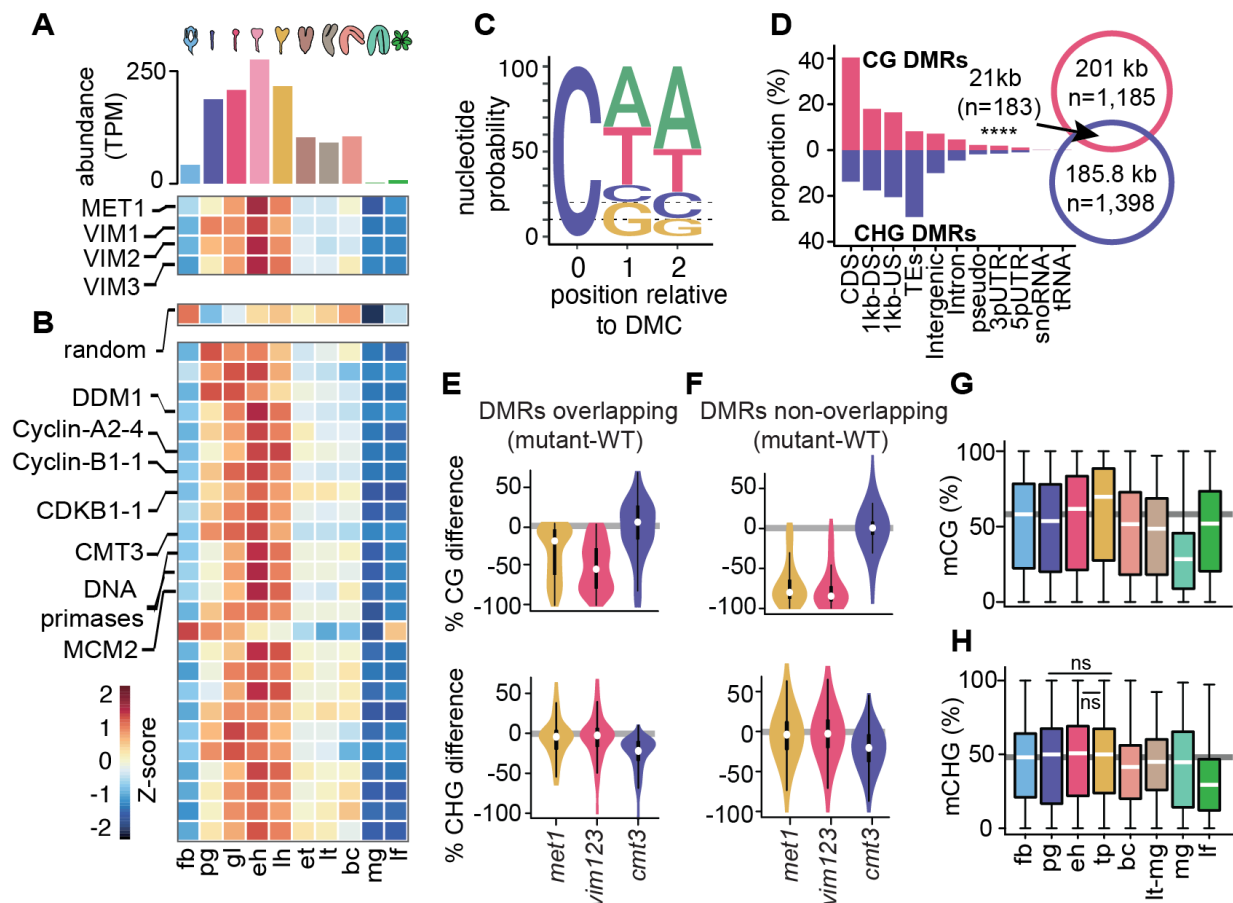 A
250
0
abundance
(TPM)
MET1
VIM1
VIM2
VIM3
B
random
DDM1
Cyclin-A2-4
Cyclin-B1-1
CDKB1-1
CMT3
DNA
primases
MCM2
2
1
0
-1
-2
Z-score
fb pg gl eh lh et lt bc mg lf
C
nucleotide
probability
100
50
0
C A T C G A T C G
0 1 2
position relative
to DMC
D
proportion (%)
40
20
0
20
40
CG DMRs
CHG DMRs
21kb
(n=183)
****
201 kb
n=1,185
185.8 kb
n=1,398
CDS
1kb-DS
1kb-US
TEs
Intergenic
Intron
pseudo
3pUTR
5pUTR
snoRNA
tRNA
E
DMRs overlapping
(mutant-WT)
% CG difference
50
0
-50
-100
% CHG difference
50
0
-50
-100
met1
vim123
cmt3
F
DMRs non-overlapping
(mutant-WT)
50
0
-50
-100
50
0
-50
-100
met1
vim123
cmt3
G
mCG (%)
100
50
0
H
mCHG (%)
100
50
0
ns
ns
fb
pg
eh
tp
bc
lt-mg
mg
lf